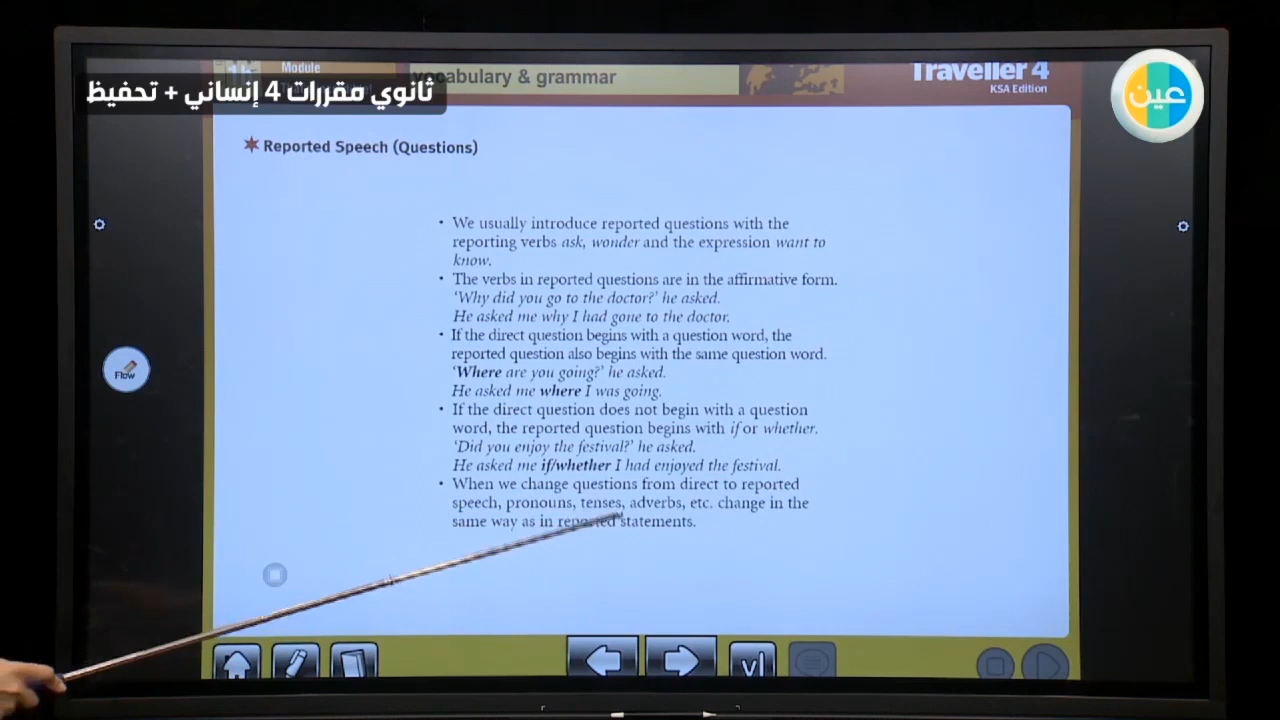 Module
vocabulary & grammar
Traveller 4
KSA Edition
ثانوي مقررات 4 إنساني + تحفيظ
عين
Reported Speech (Questions)
• We usually introduce reported questions with the
reporting verbs ask, wonder and the expression want to
know.
• The verbs in reported questions are in the affirmative form.
‘Why did you go to the doctor?’ he asked.
He asked me why I had gone to the doctor.
• If the direct question begins with a question word, the
reported question also begins with the same question word.
‘Where are you going?’ he asked.
He asked me where I was going.
• If the direct question does not begin with a question
word, the reported question begins with if or whether.
‘Did you enjoy the festival?’ he asked.
He asked me if/whether I had enjoyed the festival.
• When we change questions from direct to reported
speech, pronouns, tenses, adverbs, etc. change in the
same way as in reported statements.
Flow